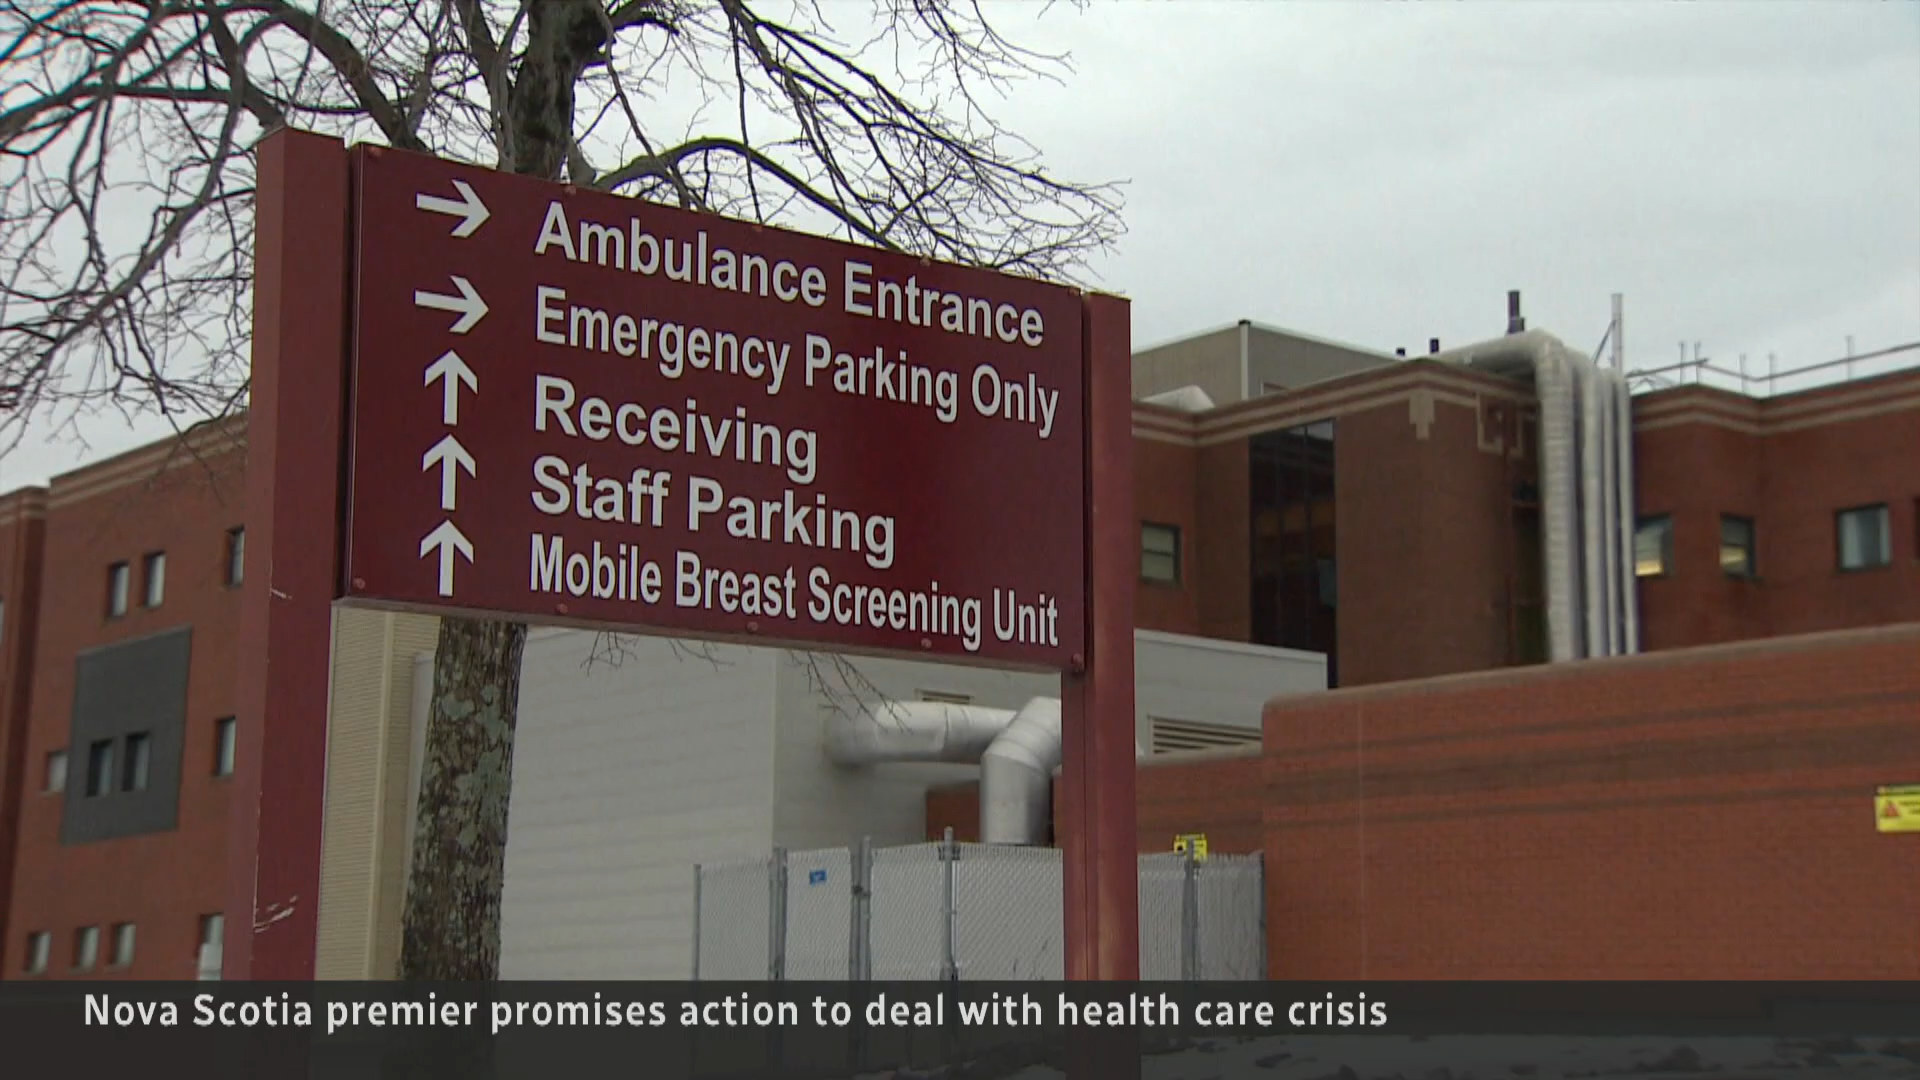 → Ambulance Entrance
→ Emergency Parking Only
↑ Receiving
↑ Staff Parking
↑ Mobile Breast Screening Unit
Nova Scotia premier promises action to deal with health care crisis